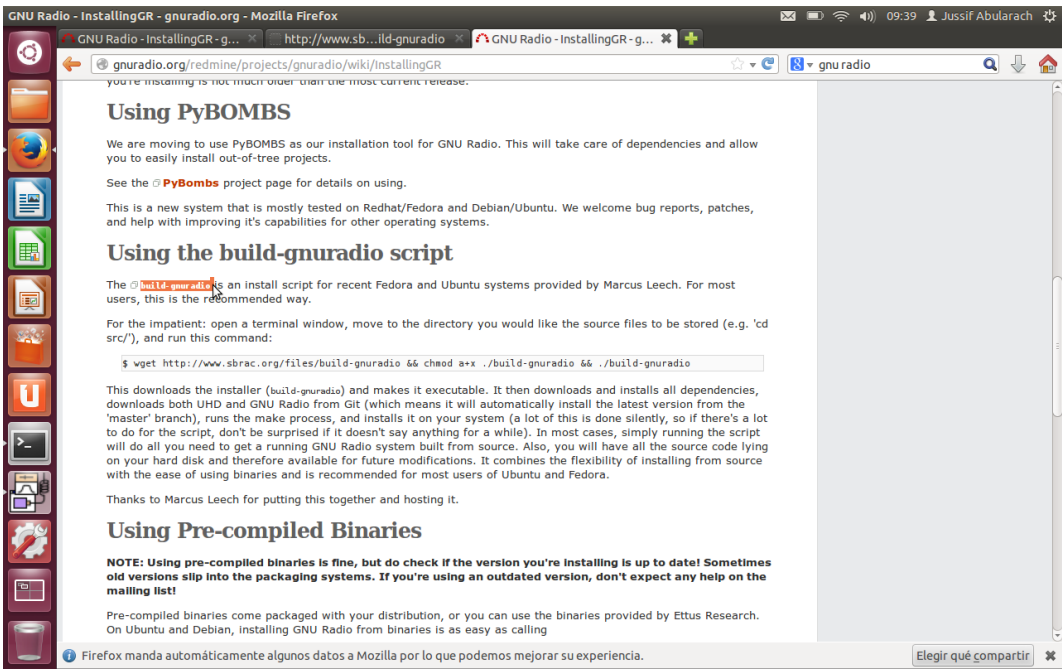 GNU Radio - InstallingGR - gnuradio.org - Mozilla Firefox
09:39 Jussif Abularach
GNU Radio - InstallingGR - g... http://www.sb...ild-gnuradio GNU Radio - InstallingGR - g...
gnuradio.org/redmine/projects/gnuradio/wiki/InstallingGR
8 gnu radio
you're installing is not much older than the most current release.
Using PyBOMBS
We are moving to use PyBOMBS as our installation tool for GNU Radio. This will take care of dependencies and allow
you to easily install out-of-tree projects.
See the PyBombs project page for details on using.
This is a new system that is mostly tested on Redhat/Fedora and Debian/Ubuntu. We welcome bug reports, patches,
and help with improving it's capabilities for other operating systems.
Using the build-gnuradio script
The build-gnuradio is an install script for recent Fedora and Ubuntu systems provided by Marcus Leech. For most
users, this is the recommended way.
For the impatient: open a terminal window, move to the directory you would like the source files to be stored (e.g. 'cd
src/'), and run this command:
$ wget http://www.sbrac.org/files/build-gnuradio && chmod a+x ./build-gnuradio && ./build-gnuradio
This downloads the installer (build-gnuradio) and makes it executable. It then downloads and installs all dependencies,
downloads both UHD and GNU Radio from Git (which means it will automatically install the latest version from the
'master' branch), runs the make process, and installs it on your system (a lot of this is done silently, so if there's a lot
to do for the script, don't be surprised if it doesn't say anything for a while). In most cases, simply running the script
will do all you need to get a running GNU Radio system built from source. Also, you will have all the source code lying
on your hard disk and therefore available for future modifications. It combines the flexibility of installing from source
with the ease of using binaries and is recommended for most users of Ubuntu and Fedora.
Thanks to Marcus Leech for putting this together and hosting it.
Using Pre-compiled Binaries
NOTE: Using pre-compiled binaries is fine, but do check if the version you're installing is up to date! Sometimes
old versions slip into the packaging systems. If you're using an outdated version, don't expect any help on the
mailing list!
Pre-compiled binaries come packaged with your distribution, or you can use the binaries provided by Ettus Research.
On Ubuntu and Debian, installing GNU Radio from binaries is as easy as calling
Firefox manda automáticamente algunos datos a Mozilla por lo que podemos mejorar su experiencia. Elegir qué compartir